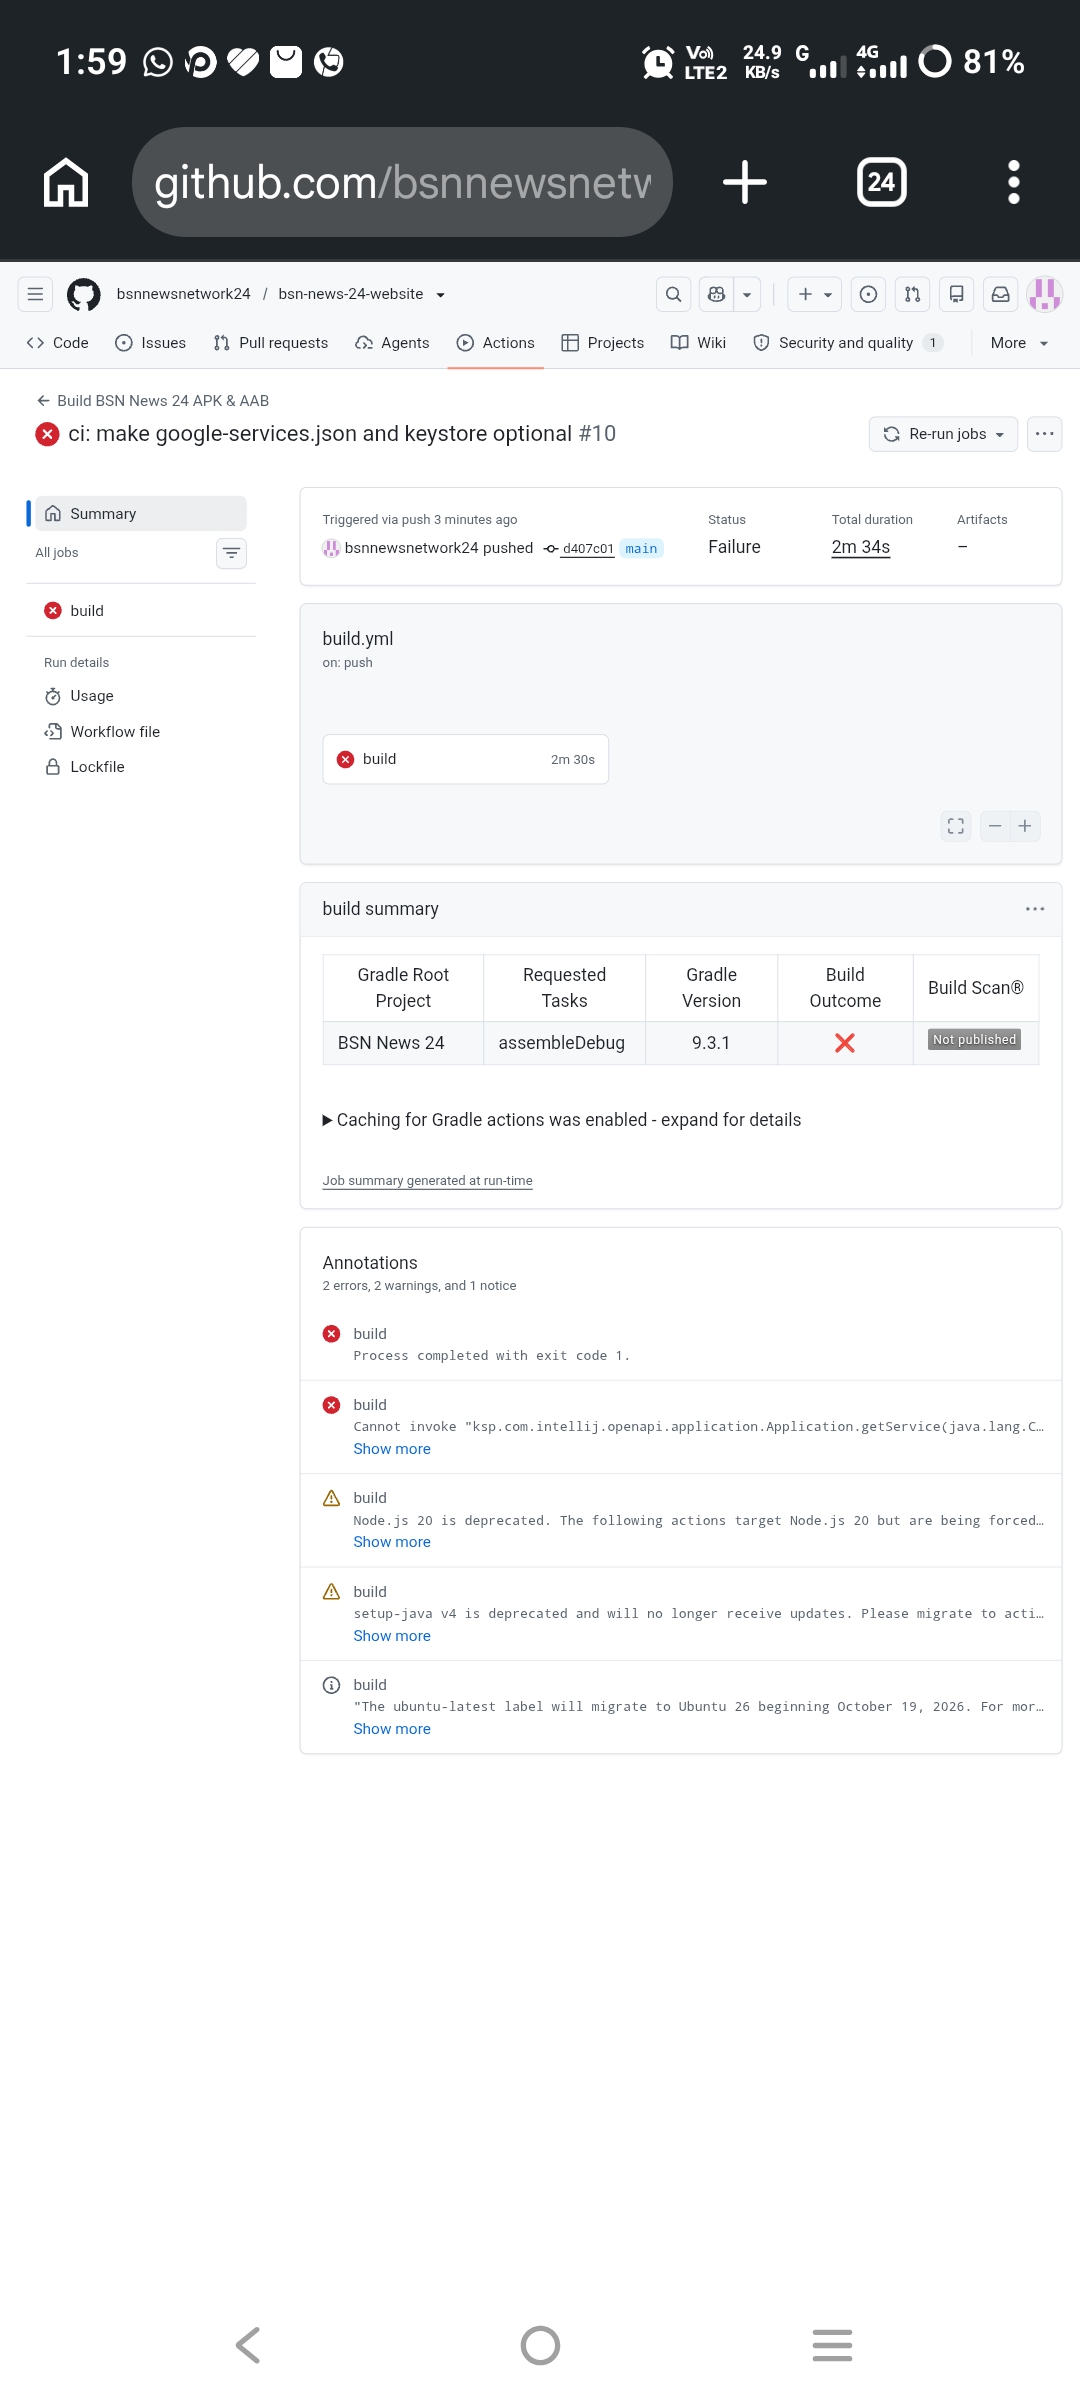 1:59
VoLTE2 24.9 KB/s G 4G 81%
github.com/bsnnewsnetw
24
bsnnewsnetwork24 / bsn-news-24-website
Code Issues Pull requests Agents Actions Projects Wiki Security and quality 1 More
Build BSN News 24 APK & AAB
ci: make google-services.json and keystore optional #10
Re-run jobs
Summary
All jobs
build
Run details
Usage
Workflow file
Lockfile
Triggered via push 3 minutes ago
bsnnewsnetwork24 pushed d407c01 main
Status
Failure
Total duration
2m 34s
Artifacts
–
build.yml
on: push
build 2m 30s
build summary
Gradle Root Project Requested Tasks Gradle Version Build Outcome Build Scan®
BSN News 24 assembleDebug 9.3.1 ❌ Not published
Caching for Gradle actions was enabled - expand for details
Job summary generated at run-time
Annotations
2 errors, 2 warnings, and 1 notice
build
Process completed with exit code 1.
build
Cannot invoke "ksp.com.intellij.openapi.application.Application.getService(java.lang.C…
Show more
build
Node.js 20 is deprecated. The following actions target Node.js 20 but are being forced…
Show more
build
setup-java v4 is deprecated and will no longer receive updates. Please migrate to acti…
Show more
build
"The ubuntu-latest label will migrate to Ubuntu 26 beginning October 19, 2026. For mor…
Show more